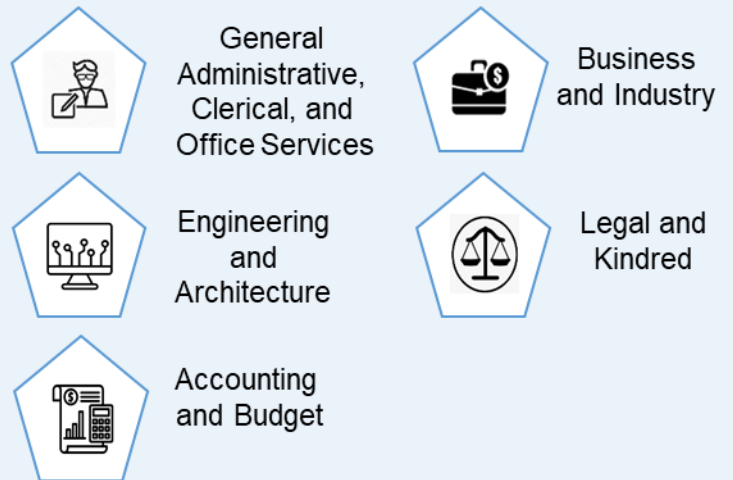 General
Administrative,
Clerical, and
Office Services
Business
and Industry
Engineering
and
Architecture
Legal and
Kindred
Accounting
and Budget